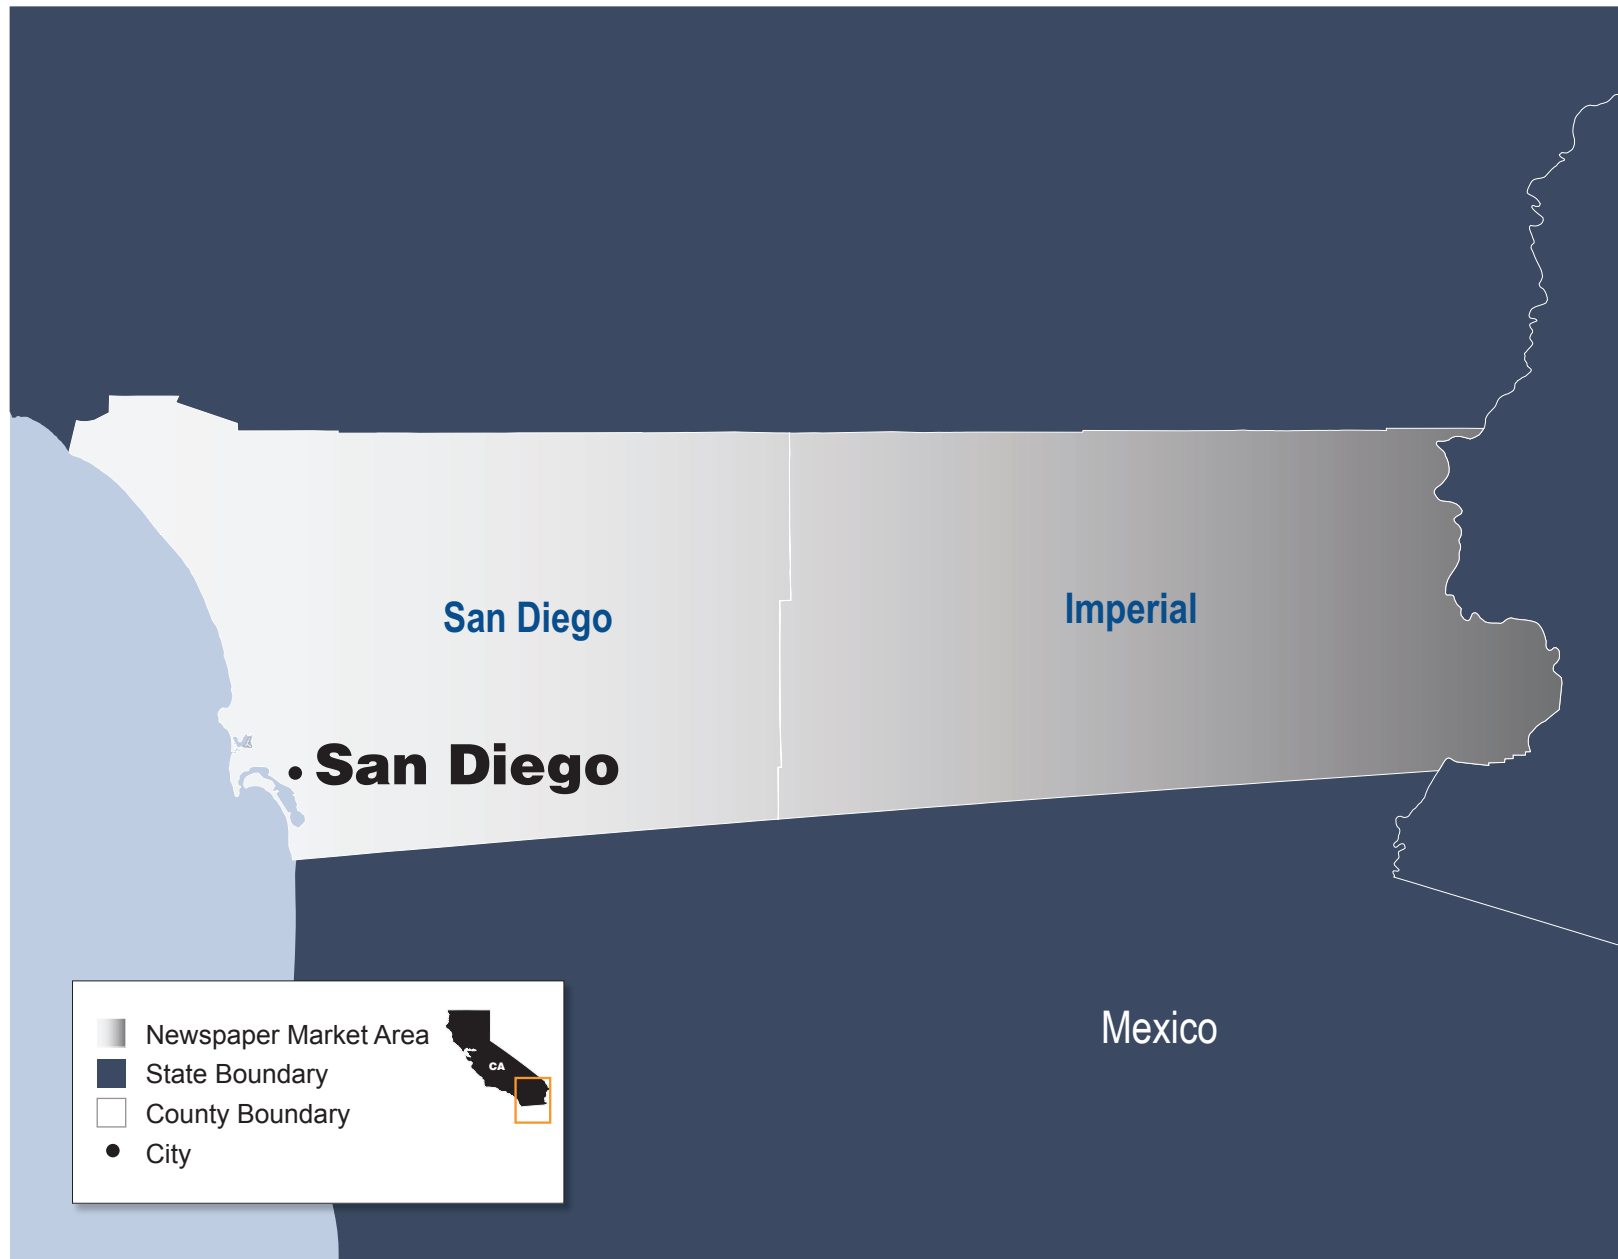 San Diego
Imperial
San Diego
Mexico
Newspaper Market Area
State Boundary
County Boundary
City
CA